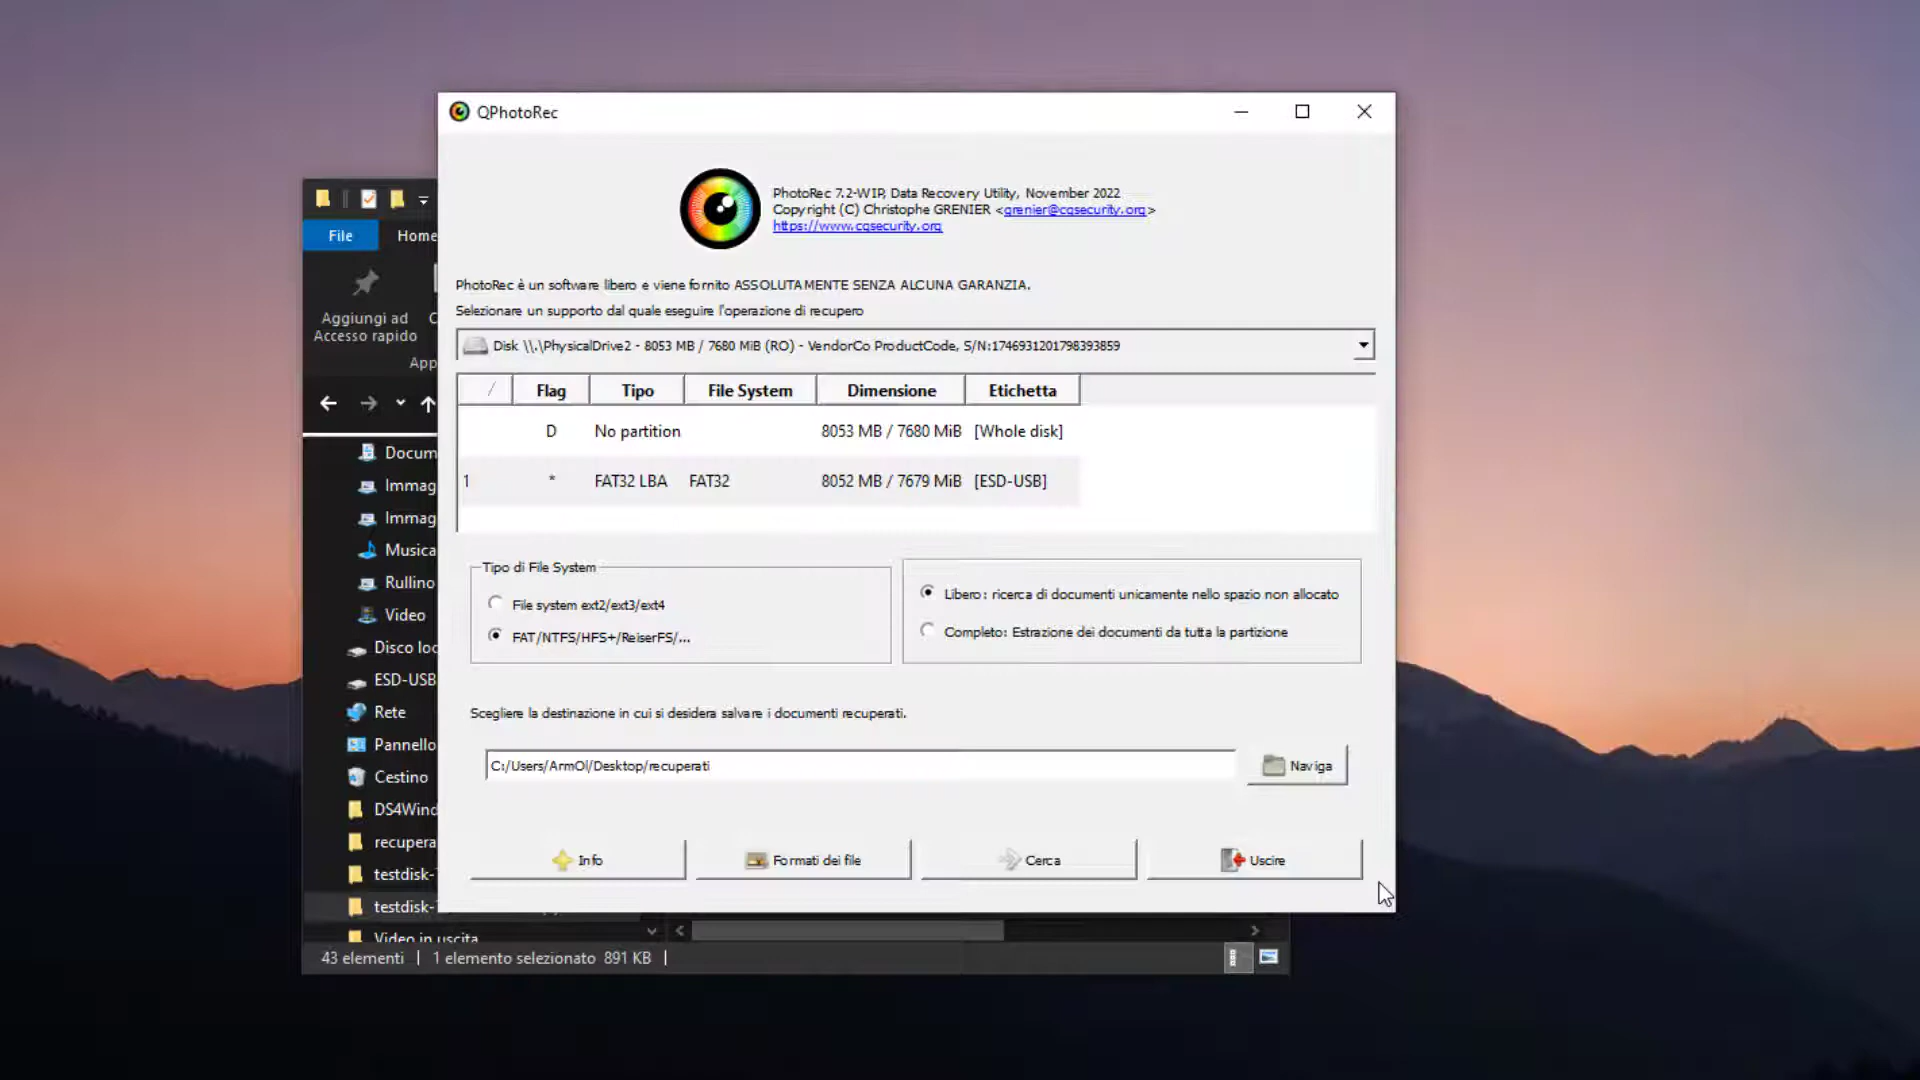 QPhotoRec
PhotoRec 7.2-WIP, Data Recovery Utility, November 2022
Copyright (C) Christophe GRENIER <grenier@cgsecurity.org>
https://www.cgsecurity.org
PhotoRec è un software libero e viene fornito ASSOLUTAMENTE SENZA ALCUNA GARANZIA.
Selezionare un supporto dal quale eseguire l'operazione di recupero
Disk \\.\PhysicalDrive2 - 8053 MB / 7680 MiB (RO) - VendorCo ProductCode, S/N:1746931201798393859
Flag Tipo File System Dimensione Etichetta
D No partition 8053 MB / 7680 MiB [Whole disk]
1 * FAT32 LBA FAT32 8052 MB / 7679 MiB [ESD-USB]
Tipo di File System
File system ext2/ext3/ext4
FAT/NTFS/HFS+/ReiserFS/...
Libero: ricerca di documenti unicamente nello spazio non allocato
Completo: Estrazione dei documenti da tutta la partizione
Scegliere la destinazione in cui si desidera salvare i documenti recuperati.
C:/Users/ArmOl/Desktop/recuperati
Naviga
Info
Formati dei file
Cerca
Uscire
File Home
Aggiungi ad
Accesso rapido
App
Docum
Immag
Immag
Musica
Rullino
Video
Disco loc
ESD-USB
Rete
Pannello
Cestino
DS4Wind
recupera
testdisk-
testdisk-
Video in uscita
43 elementi | 1 elemento selezionato 891 KB |